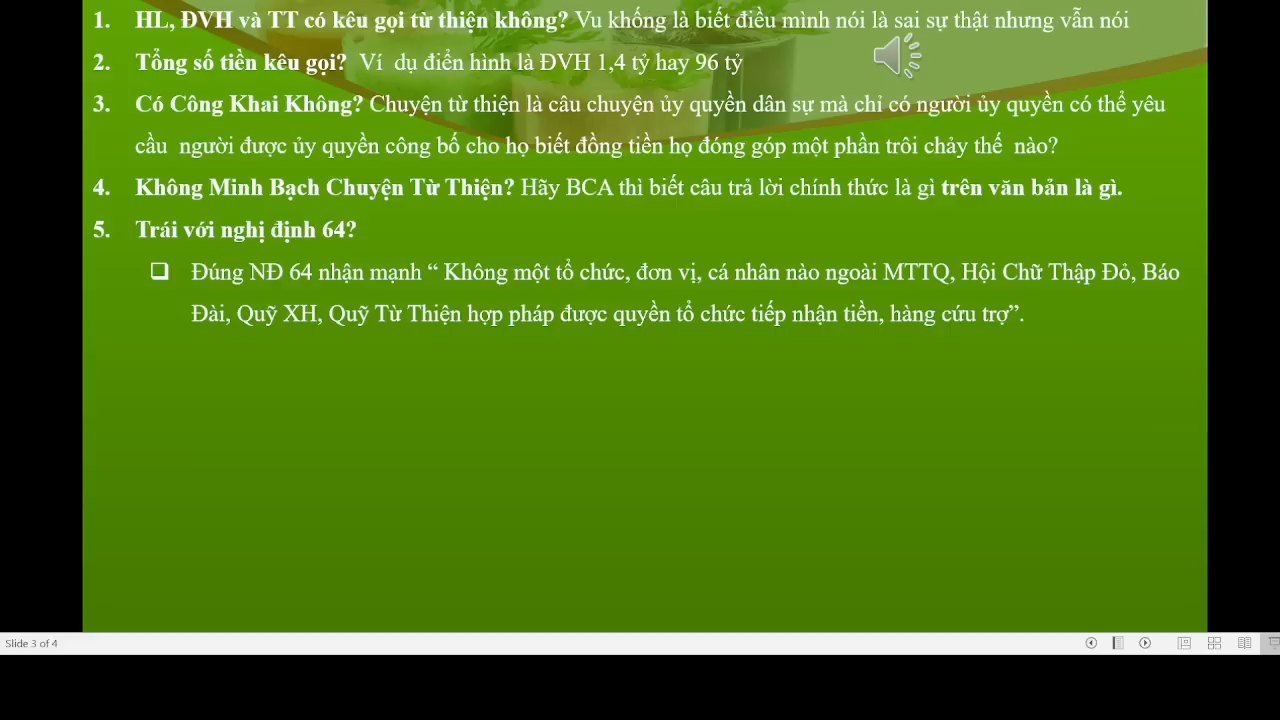 1. HL, ĐVH và TT có kêu gọi từ thiện không? Vu khống là biết điều mình nói là sai sự thật nhưng vẫn nói
2. Tổng số tiền kêu gọi? Ví dụ điển hình là ĐVH 1,4 tỷ hay 96 tỷ
3. Có Công Khai Không? Chuyện từ thiện là câu chuyện ủy quyền dân sự mà chỉ có người ủy quyền có thể yêu
cầu người được ủy quyền công bố cho họ biết đồng tiền họ đóng góp một phần trôi chảy thế nào?
4. Không Minh Bạch Chuyện Từ Thiện? Hãy BCA thì biết câu trả lời chính thức là gì trên văn bản là gì.
5. Trái với nghị định 64?
❑ Đúng NĐ 64 nhận mạnh “ Không một tổ chức, đơn vị, cá nhân nào ngoài MTTQ, Hội Chữ Thập Đỏ, Báo
Đài, Quỹ XH, Quỹ Từ Thiện hợp pháp được quyền tổ chức tiếp nhận tiền, hàng cứu trợ”.
Slide 3 of 4